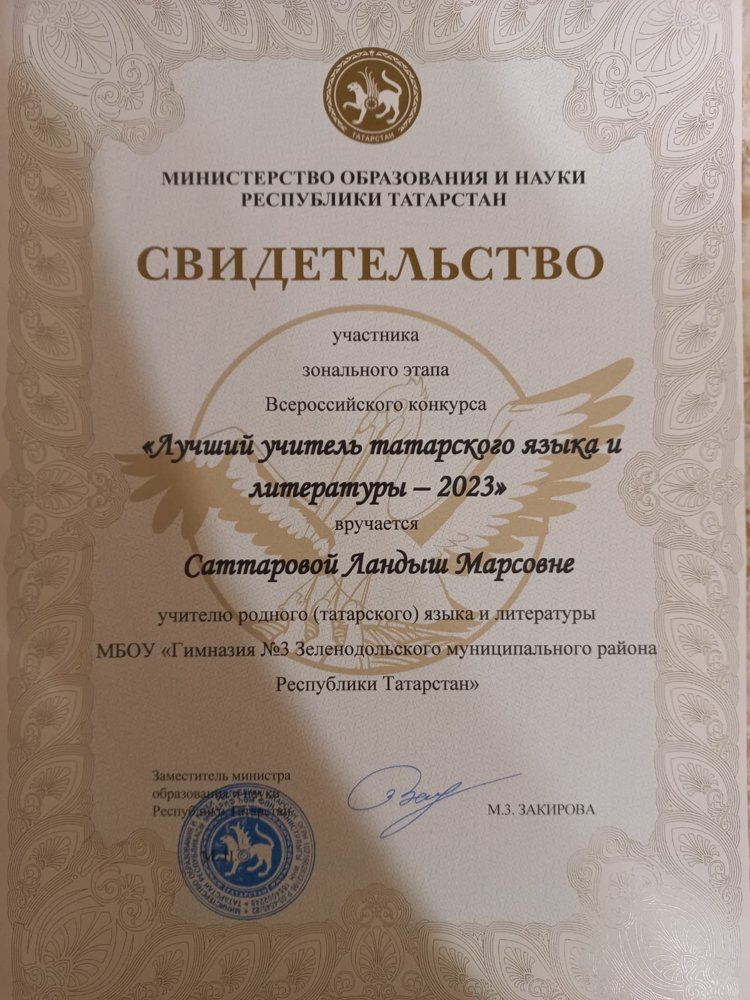 ТАТАРСТАН
МИНИСТЕРСТВО ОБРАЗОВАНИЯ И НАУКИ
РЕСПУБЛИКИ ТАТАРСТАН
СВИДЕТЕЛЬСТВО
участника
зонального этапа
Всероссийского конкурса
«Лучший учитель татарского языка и
литературы – 2023»
вручается
Саттаровой Ландыш Марсовне
учителю родного (татарского) языка и литературы
МБОУ «Гимназия №3 Зеленодольского муниципального района
Республики Татарстан»
Заместитель министра
образования и науки
Республики Татарстан
М.З. ЗАКИРОВА
М.П.